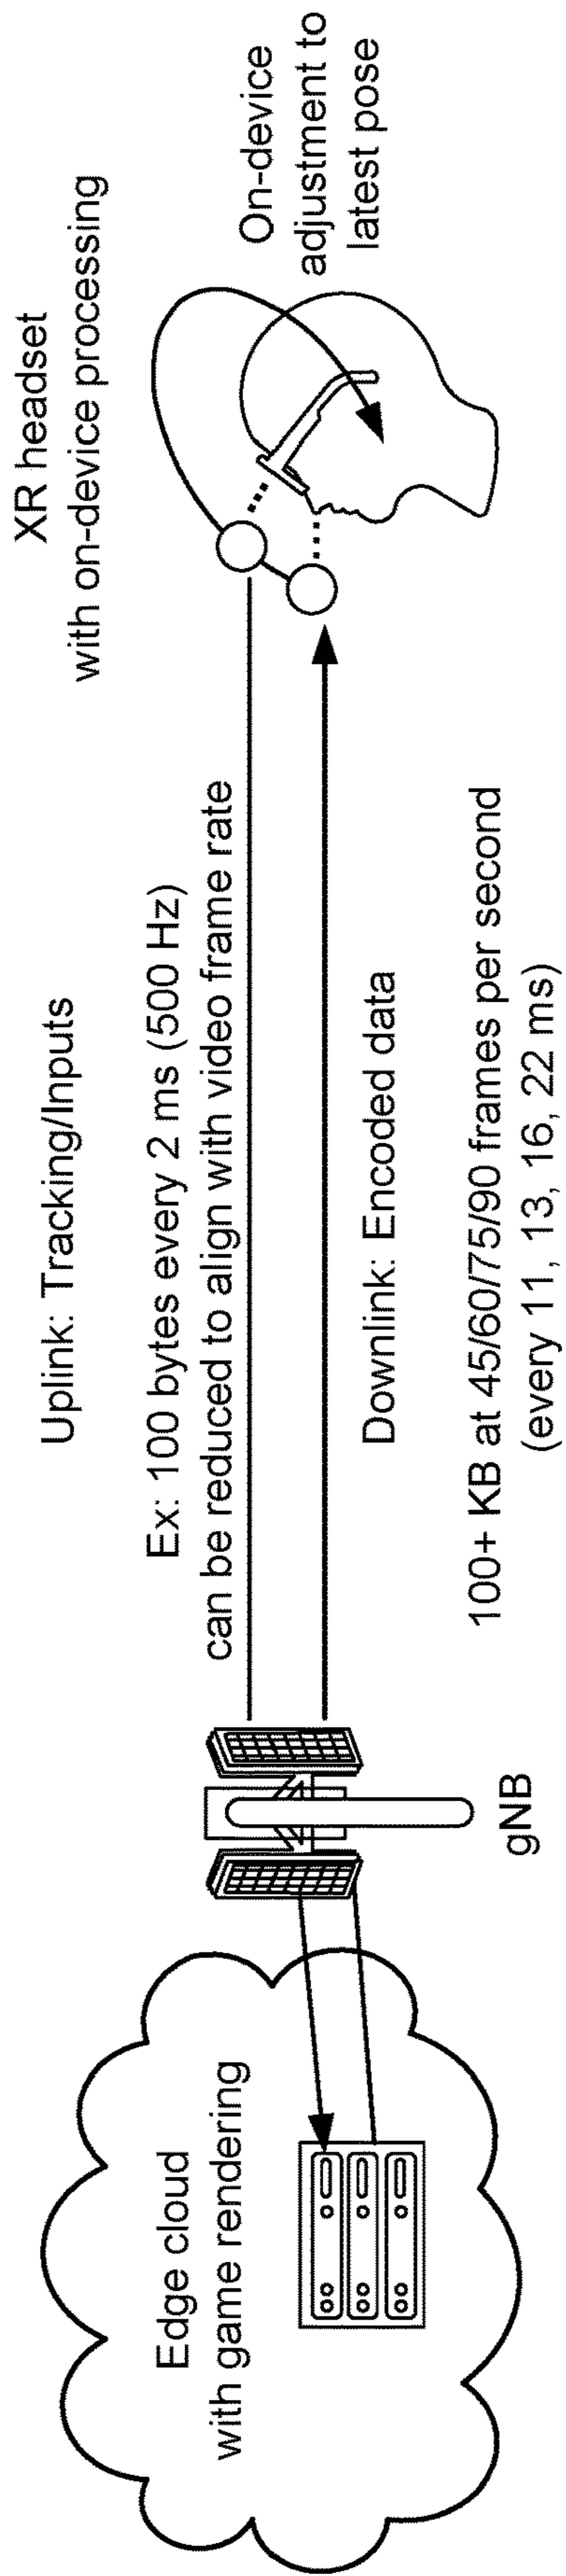 Edge cloud
with game rendering
gNB
Uplink: Tracking/Inputs
Ex: 100 bytes every 2 ms (500 Hz)
can be reduced to align with video frame rate
Downlink: Encoded data
100+ KB at 45/60/75/90 frames per second
(every 11, 13, 16, 22 ms)
XR headset
with on-device processing
On-device
adjustment to
latest pose